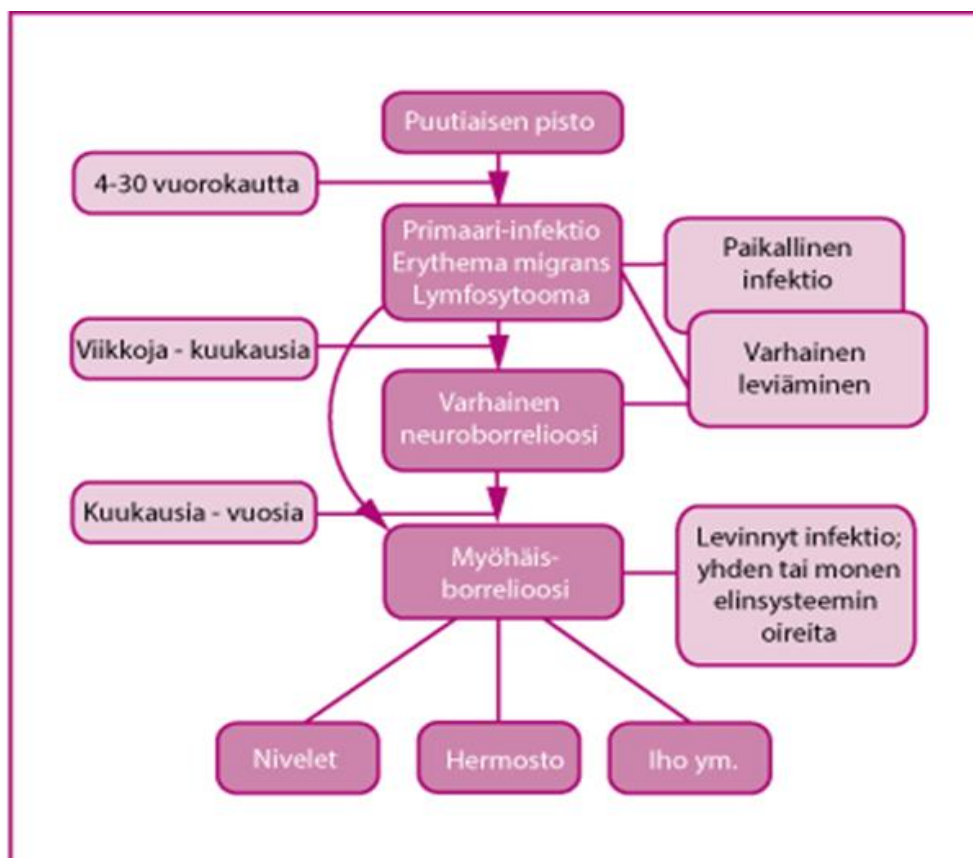 Puutiaisen pisto
4-30 vuorokautta
Primaari-infektio
Erythema migrans
Lymfosytooma
Paikallinen
infektio
Viikkoja - kuukausia
Varhainen
leviäminen
Varhainen
neuroborrelioosi
Kuukausia - vuosia
Myöhäis-
borrelioosi
Levinnyt infektio;
yhden tai monen
elinsysteemin
oireita
Nivelet
Hermosto
Iho ym.